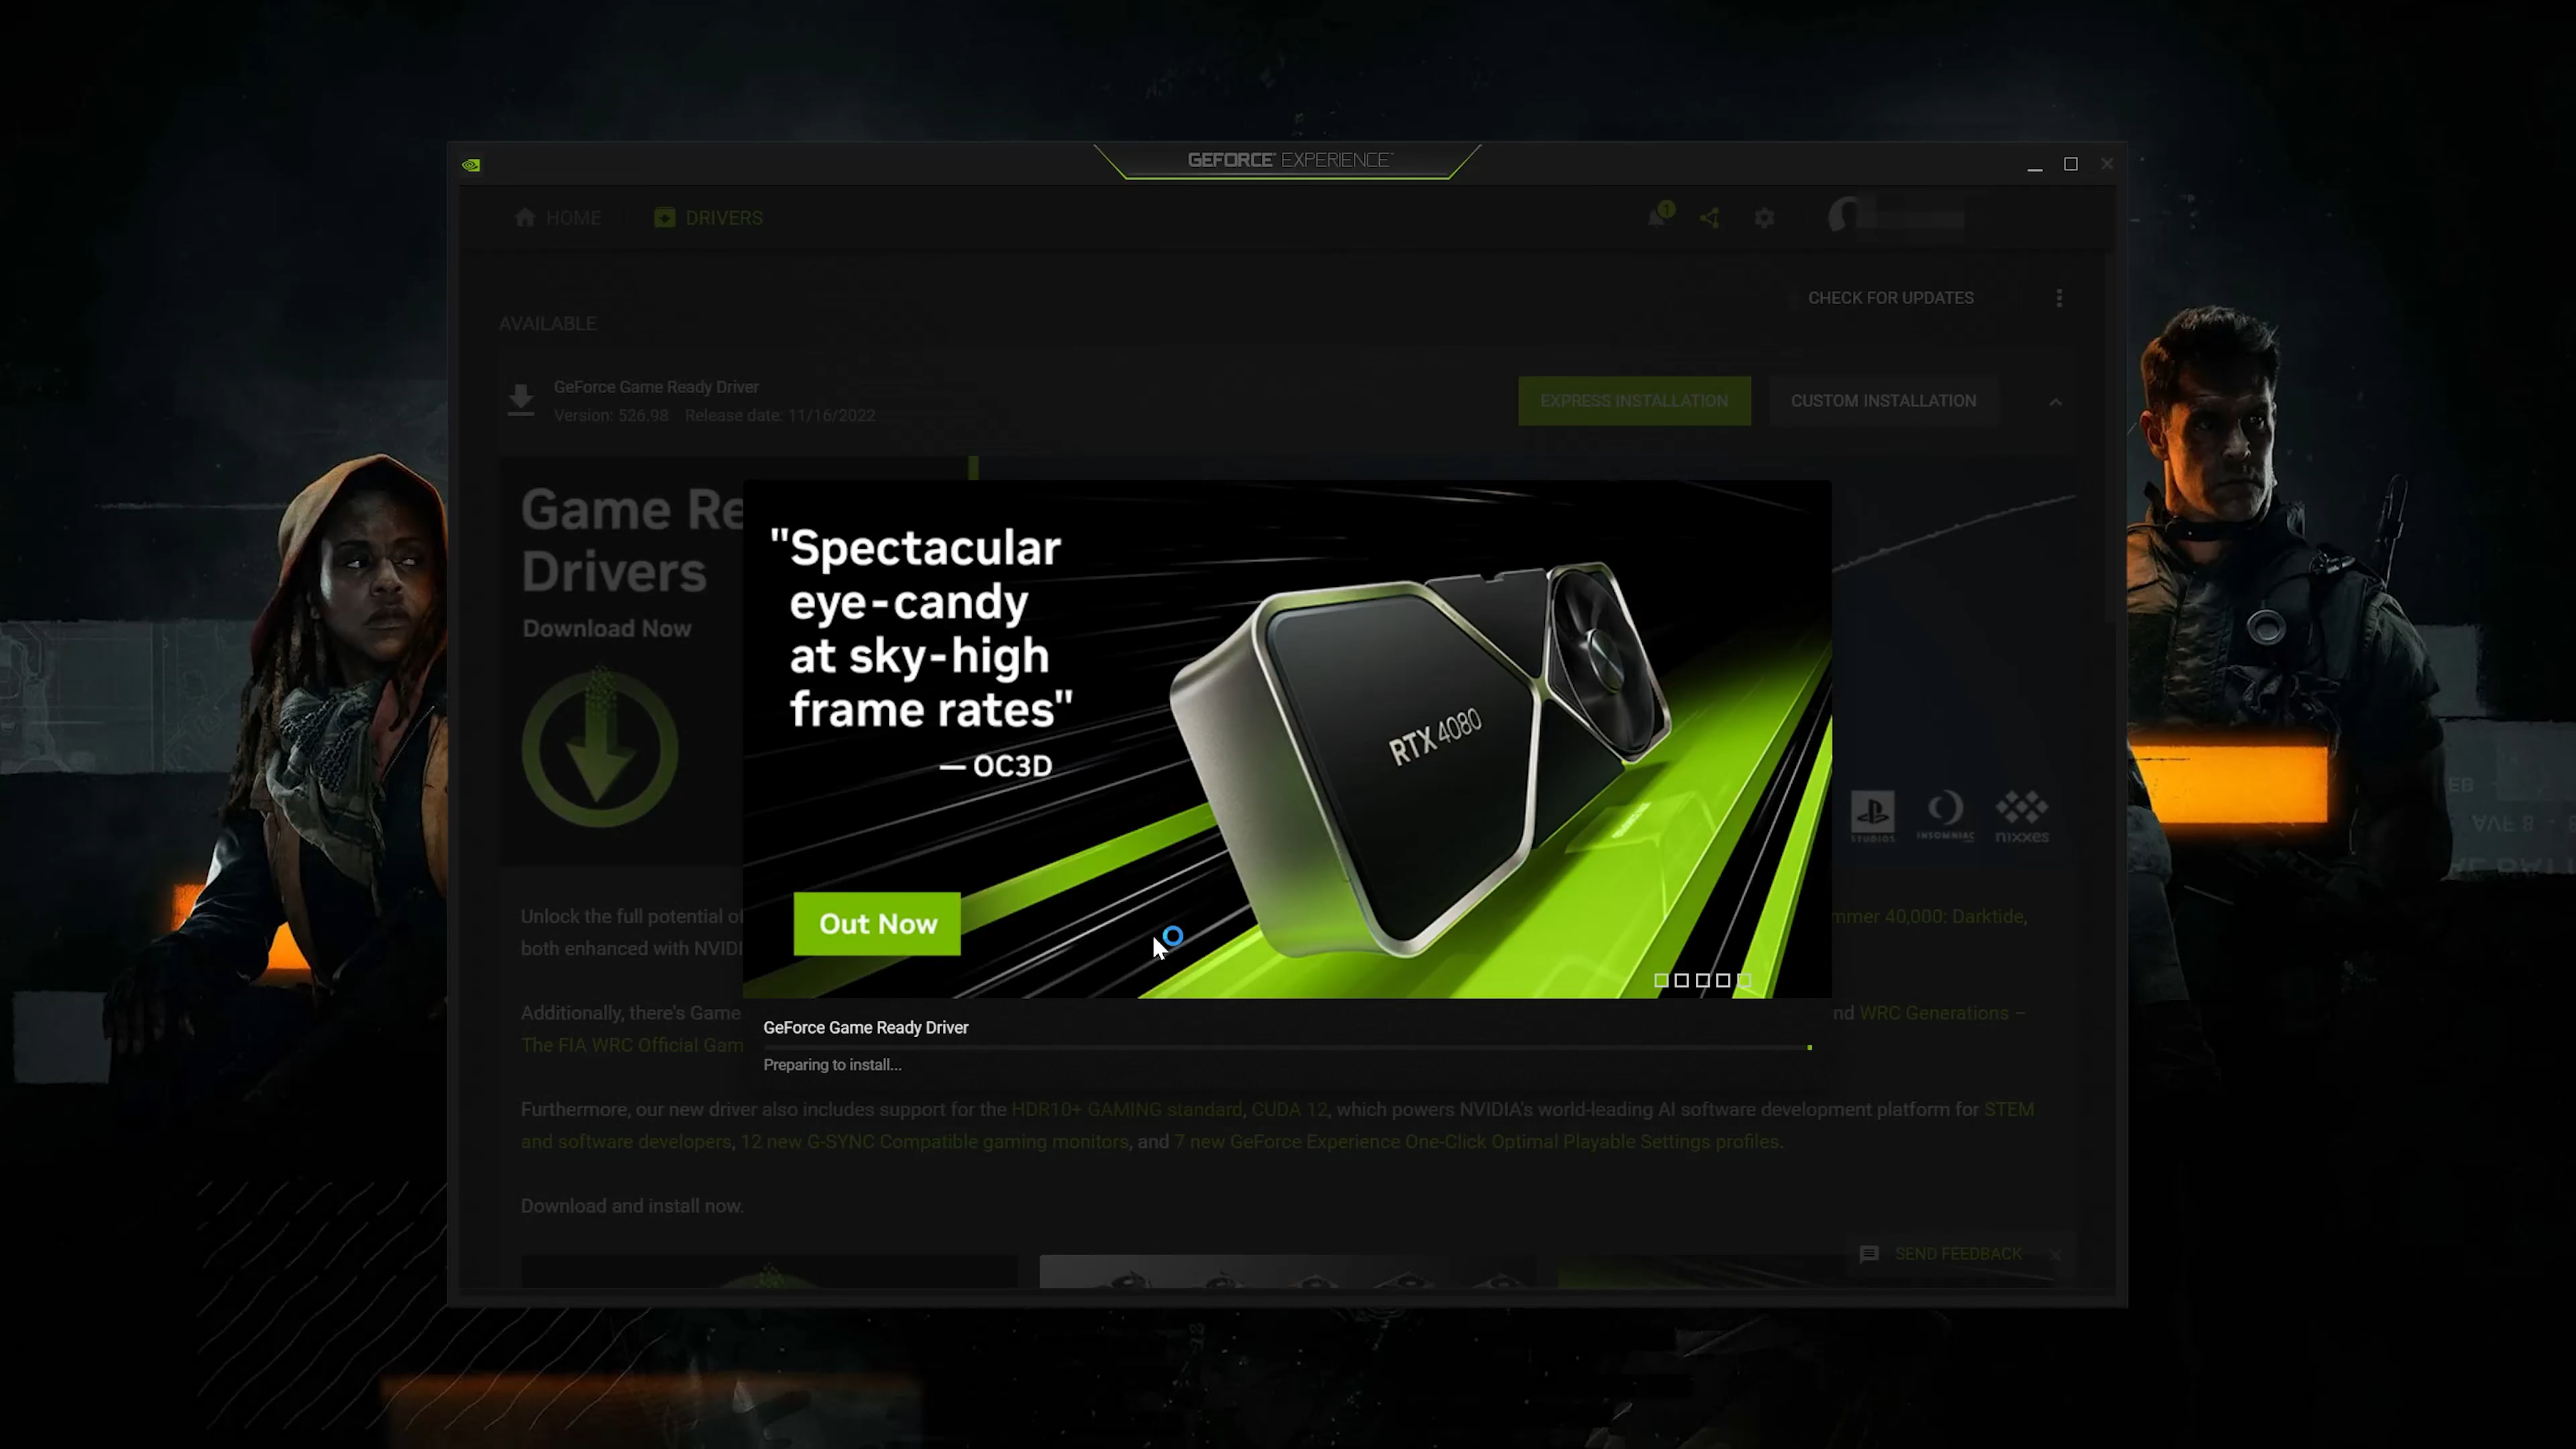 GEFORCE EXPERIENCE
HOME
DRIVERS
1
CHECK FOR UPDATES
AVAILABLE
GeForce Game Ready Driver
Version: 526.98 Release date: 11/16/2022
EXPRESS INSTALLATION
CUSTOM INSTALLATION
Game Re
Drivers
Download Now
"Spectacular
eye-candy
at sky-high
frame rates"
— OC3D
RTX 4080
Out Now
STUDIOS
INSOMNIAC
nixxes
Unlock the full potential of
mmer 40,000: Darktide,
both enhanced with NVIDI
GeForce Game Ready Driver
Preparing to install...
Additionally, there's Game
nd WRC Generations –
The FIA WRC Official Gam
Furthermore, our new driver also includes support for the HDR10+ GAMING standard, CUDA 12, which powers NVIDIA's world-leading AI software development platform for STEM
and software developers, 12 new G-SYNC Compatible gaming monitors, and 7 new GeForce Experience One-Click Optimal Playable Settings profiles.
Download and install now.
SEND FEEDBACK